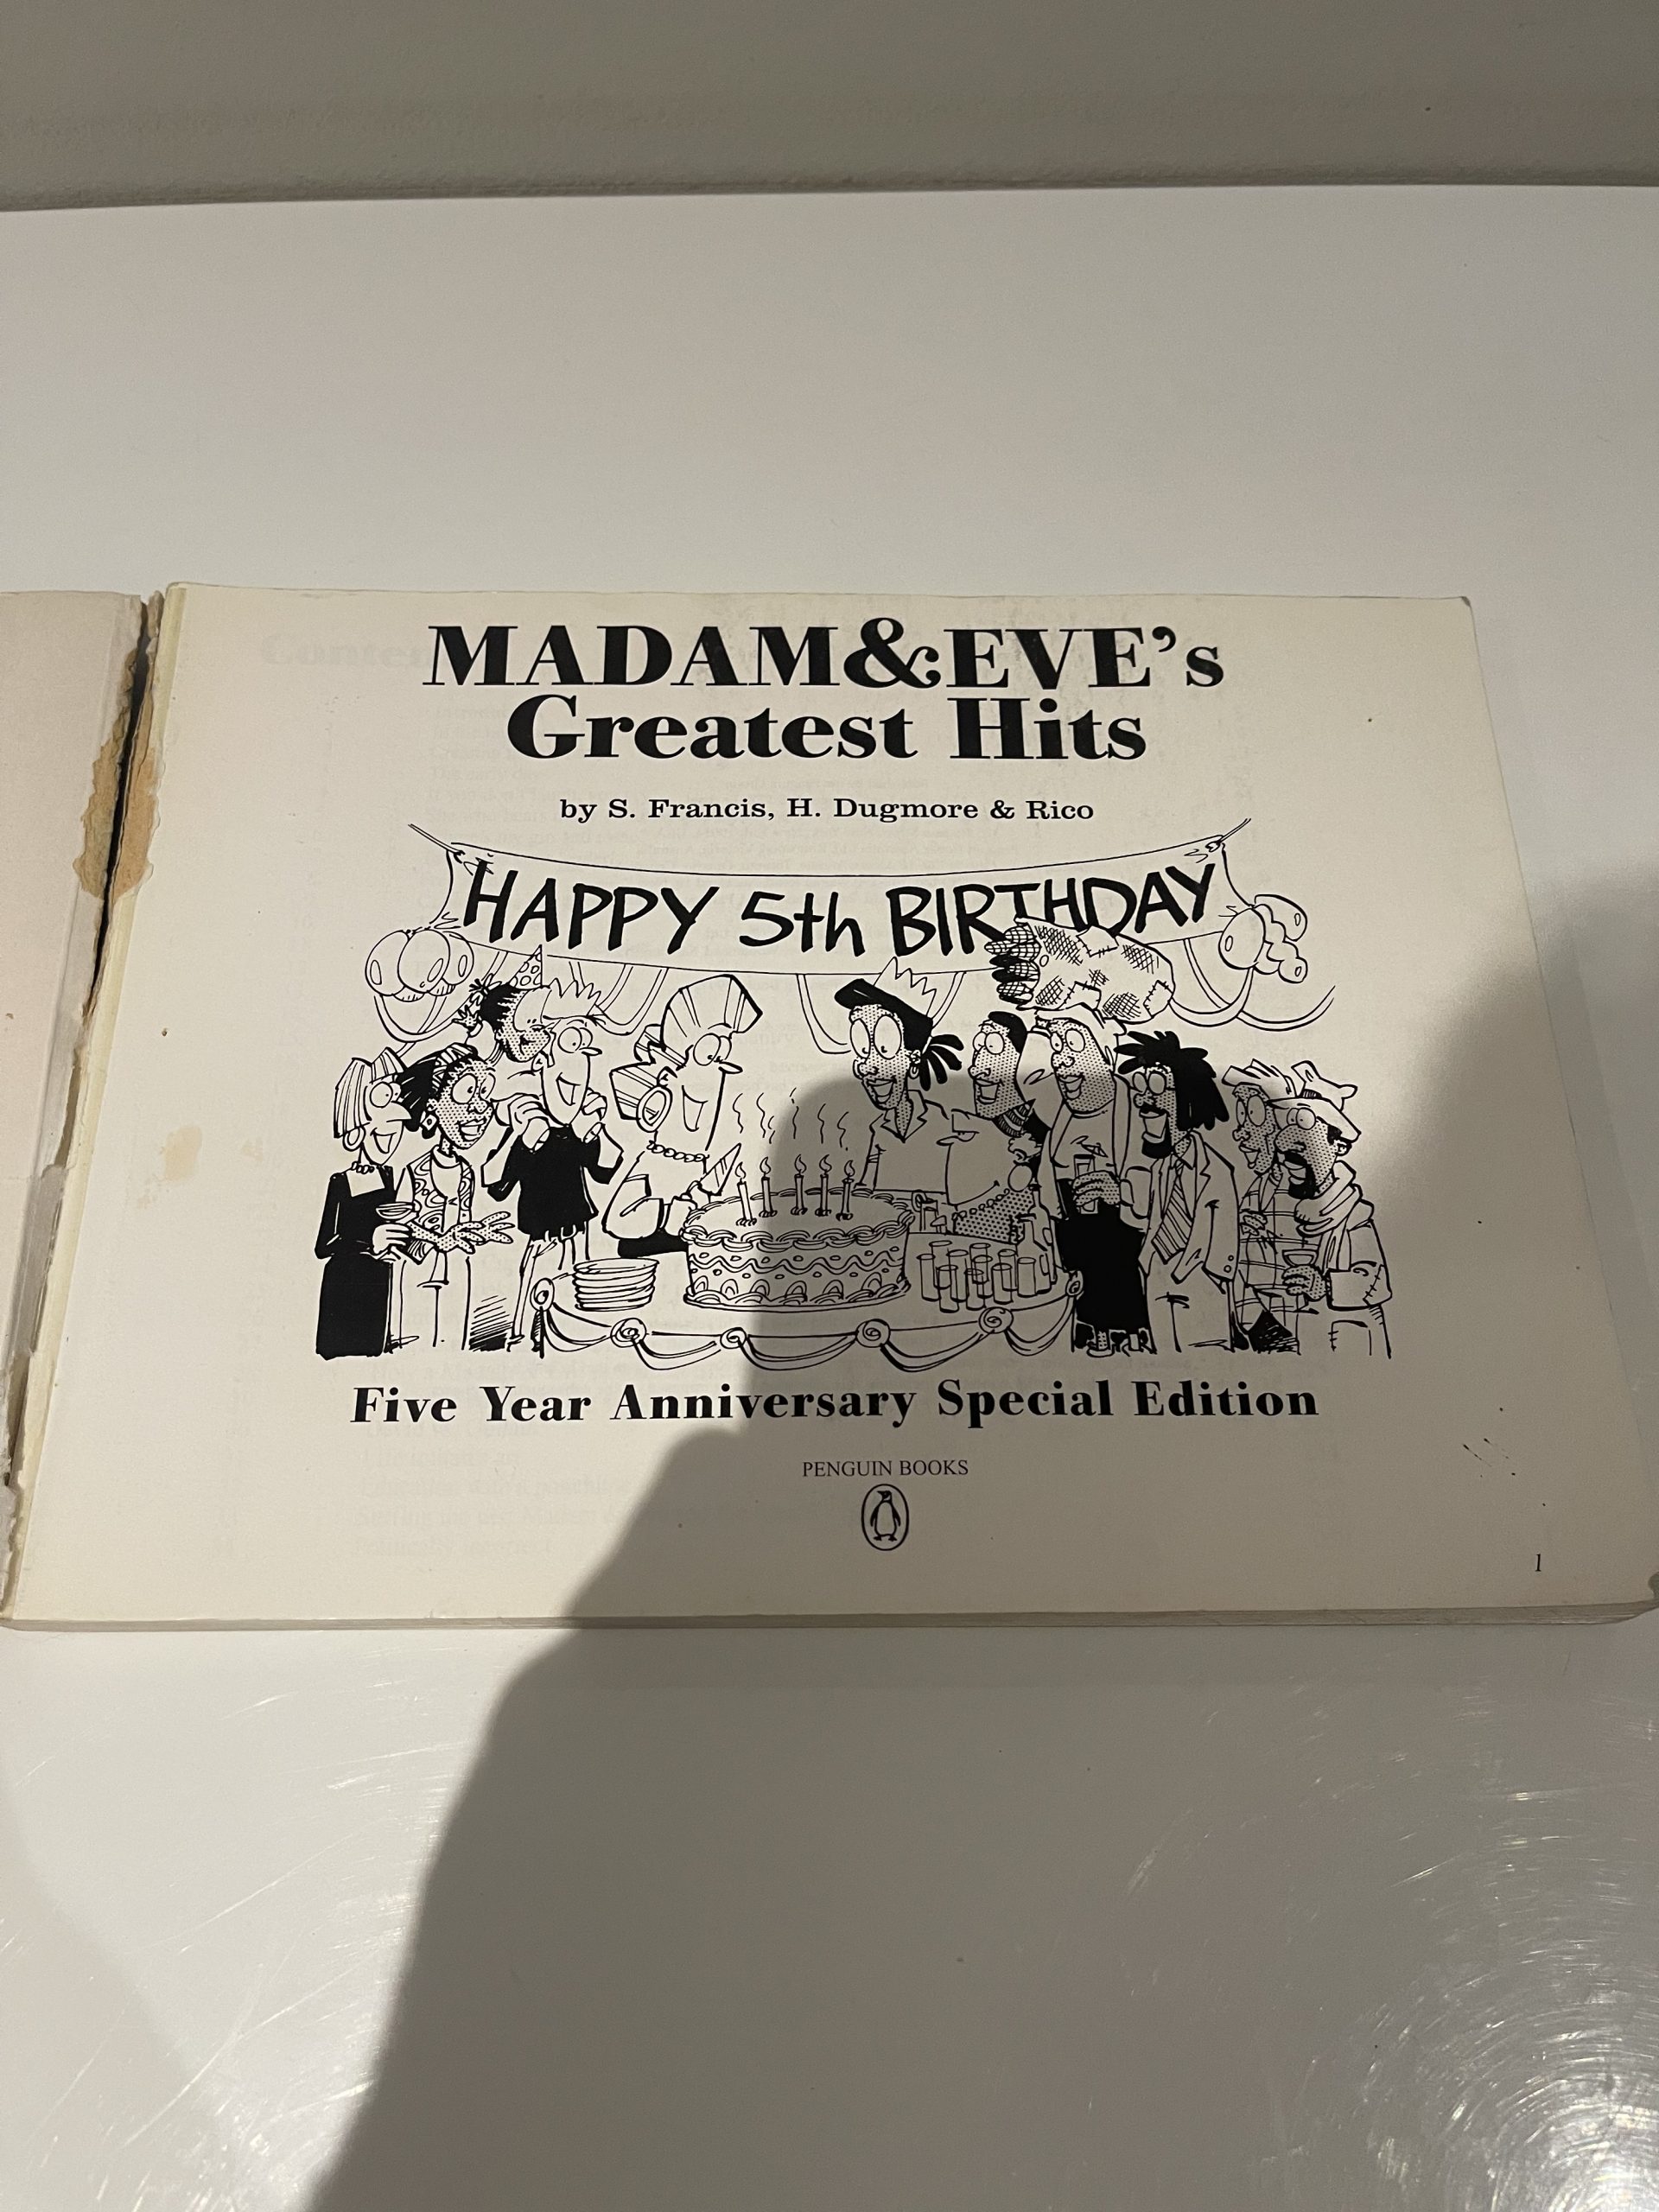 MADAM&EVE's
Greatest Hits
by S. Francis, H. Dugmore & Rico
HAPPY 5th BIRTHDAY
Five Year Anniversary Special Edition
PENGUIN BOOKS
1